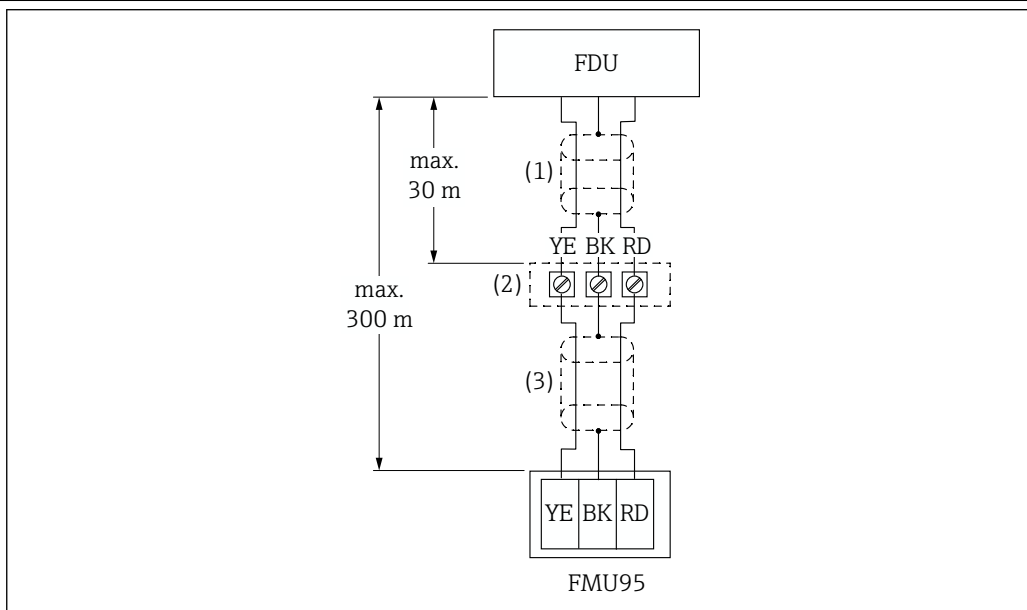 FDU
max.
30 m
(1)
YE BK RD
(2)
max.
300 m
(3)
YE BK RD
FMU95